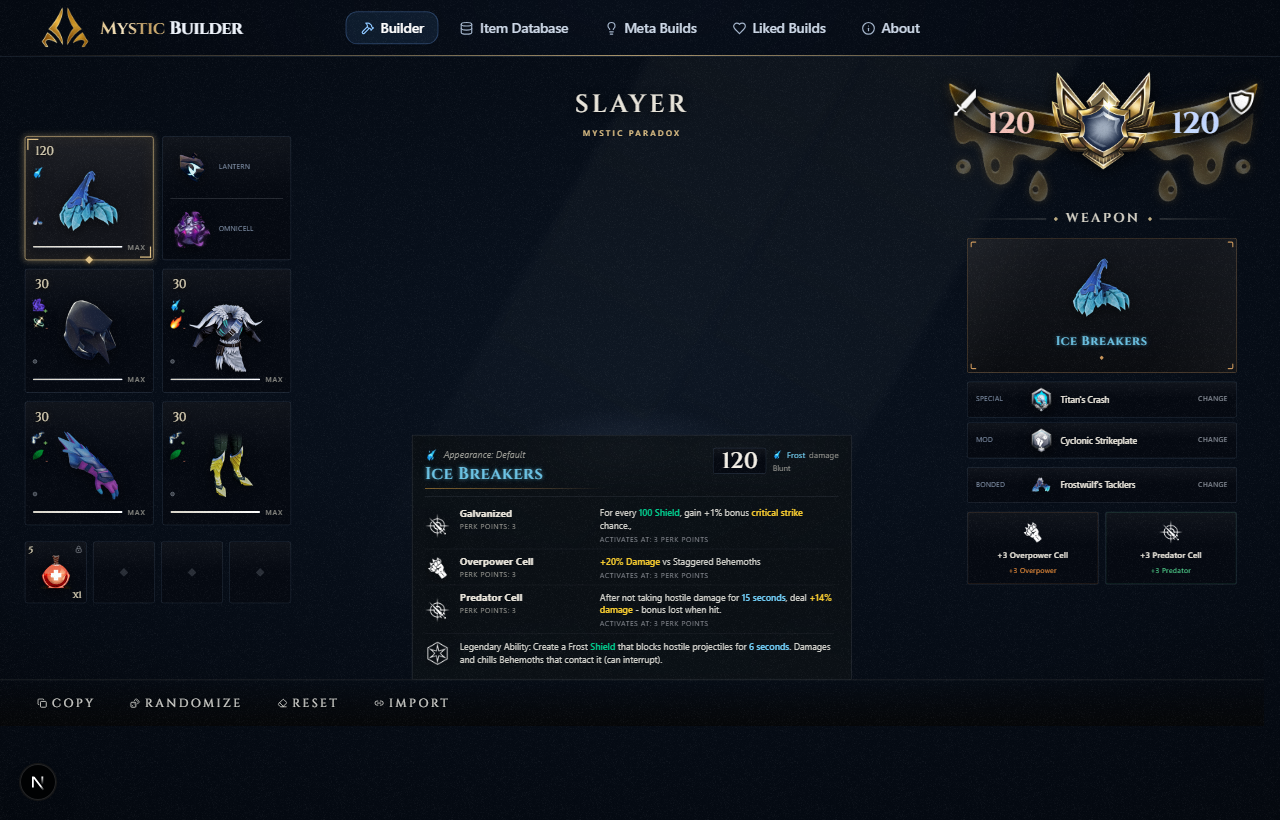 MYSTIC BUILDER
Builder
Item Database
Meta Builds
Liked Builds
About
SLAYER
MYSTIC PARADOX
120
120
120
MAX
LANTERN
OMNICELL
30
MAX
30
MAX
30
MAX
30
MAX
5
x1
WEAPON
ICE BREAKERS
SPECIAL
Titan's Crash
CHANGE
MOD
Cyclonic Strikeplate
CHANGE
BONDED
Frostwülf's Tacklers
CHANGE
+3 Overpower Cell
+3 Overpower
+3 Predator Cell
+3 Predator
Appearance: Default
ICE BREAKERS
120
Frost damage
Blunt
Galvanized
PERK POINTS: 3
For every 100 Shield, gain +1% bonus critical strike
chance.,
ACTIVATES AT: 3 PERK POINTS
Overpower Cell
PERK POINTS: 3
+20% Damage vs Staggered Behemoths
ACTIVATES AT: 3 PERK POINTS
Predator Cell
PERK POINTS: 3
After not taking hostile damage for 15 seconds, deal +14%
damage - bonus lost when hit.
ACTIVATES AT: 3 PERK POINTS
Legendary Ability: Create a Frost Shield that blocks hostile projectiles for 6 seconds. Damages
and chills Behemoths that contact it (can interrupt).
COPY
RANDOMIZE
RESET
IMPORT
N